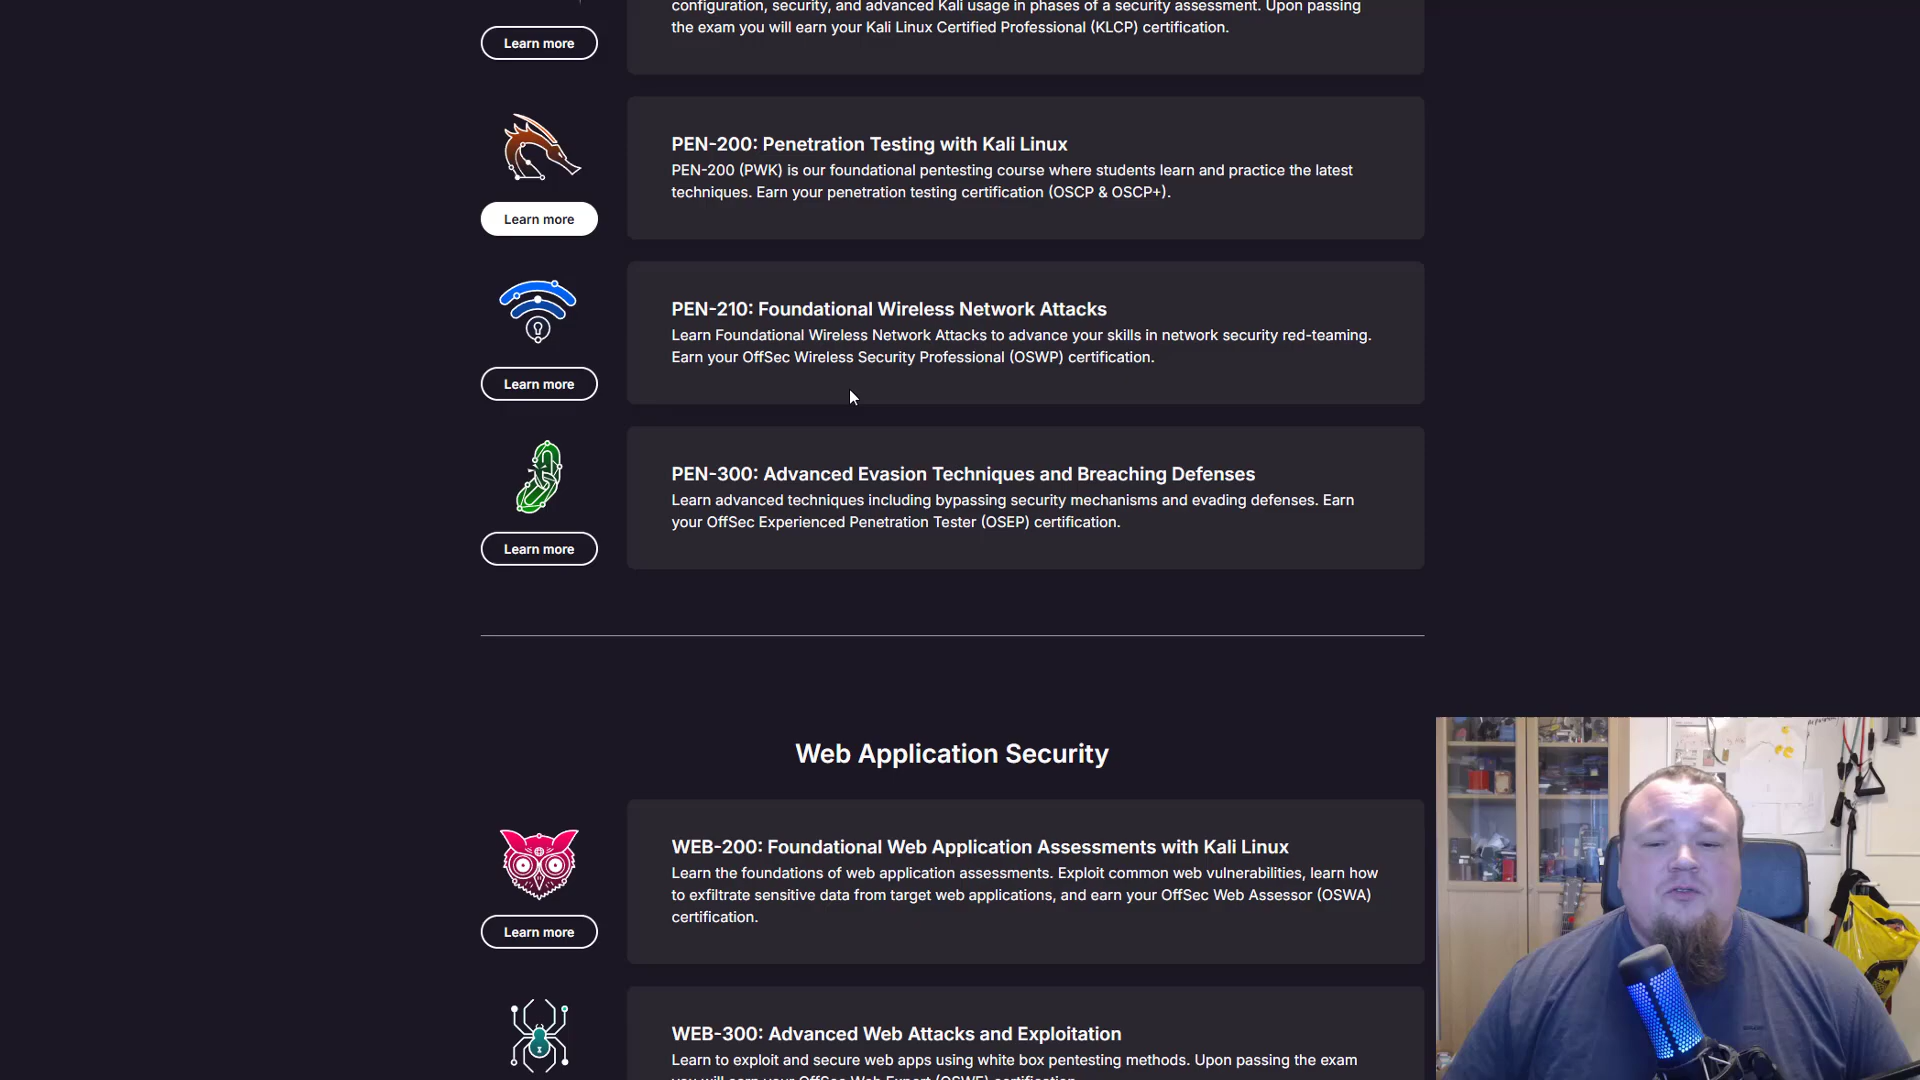 configuration, security, and advanced Kali usage in phases of a security assessment. Upon passing
the exam you will earn your Kali Linux Certified Professional (KLCP) certification.
Learn more
PEN-200: Penetration Testing with Kali Linux
PEN-200 (PWK) is our foundational pentesting course where students learn and practice the latest
techniques. Earn your penetration testing certification (OSCP & OSCP+).
Learn more
PEN-210: Foundational Wireless Network Attacks
Learn Foundational Wireless Network Attacks to advance your skills in network security red-teaming.
Earn your OffSec Wireless Security Professional (OSWP) certification.
Learn more
PEN-300: Advanced Evasion Techniques and Breaching Defenses
Learn advanced techniques including bypassing security mechanisms and evading defenses. Earn
your OffSec Experienced Penetration Tester (OSEP) certification.
Learn more
Web Application Security
WEB-200: Foundational Web Application Assessments with Kali Linux
Learn the foundations of web application assessments. Exploit common web vulnerabilities, learn how
to exfiltrate sensitive data from target web applications, and earn your OffSec Web Assessor (OSWA)
certification.
Learn more
WEB-300: Advanced Web Attacks and Exploitation
Learn to exploit and secure web apps using white box pentesting methods. Upon passing the exam
you will earn your OffSec Web Expert (OSWE) certification.